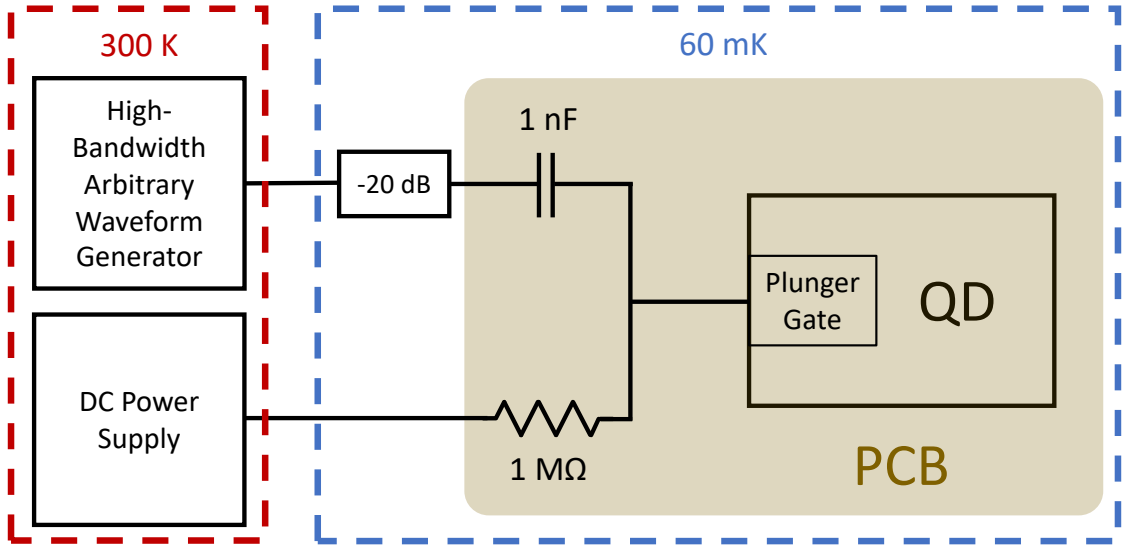 300 K
60 mK
High-
Bandwidth
Arbitrary
Waveform
Generator
-20 dB
1 nF
Plunger
Gate
QD
DC Power
Supply
1 MΩ
PCB